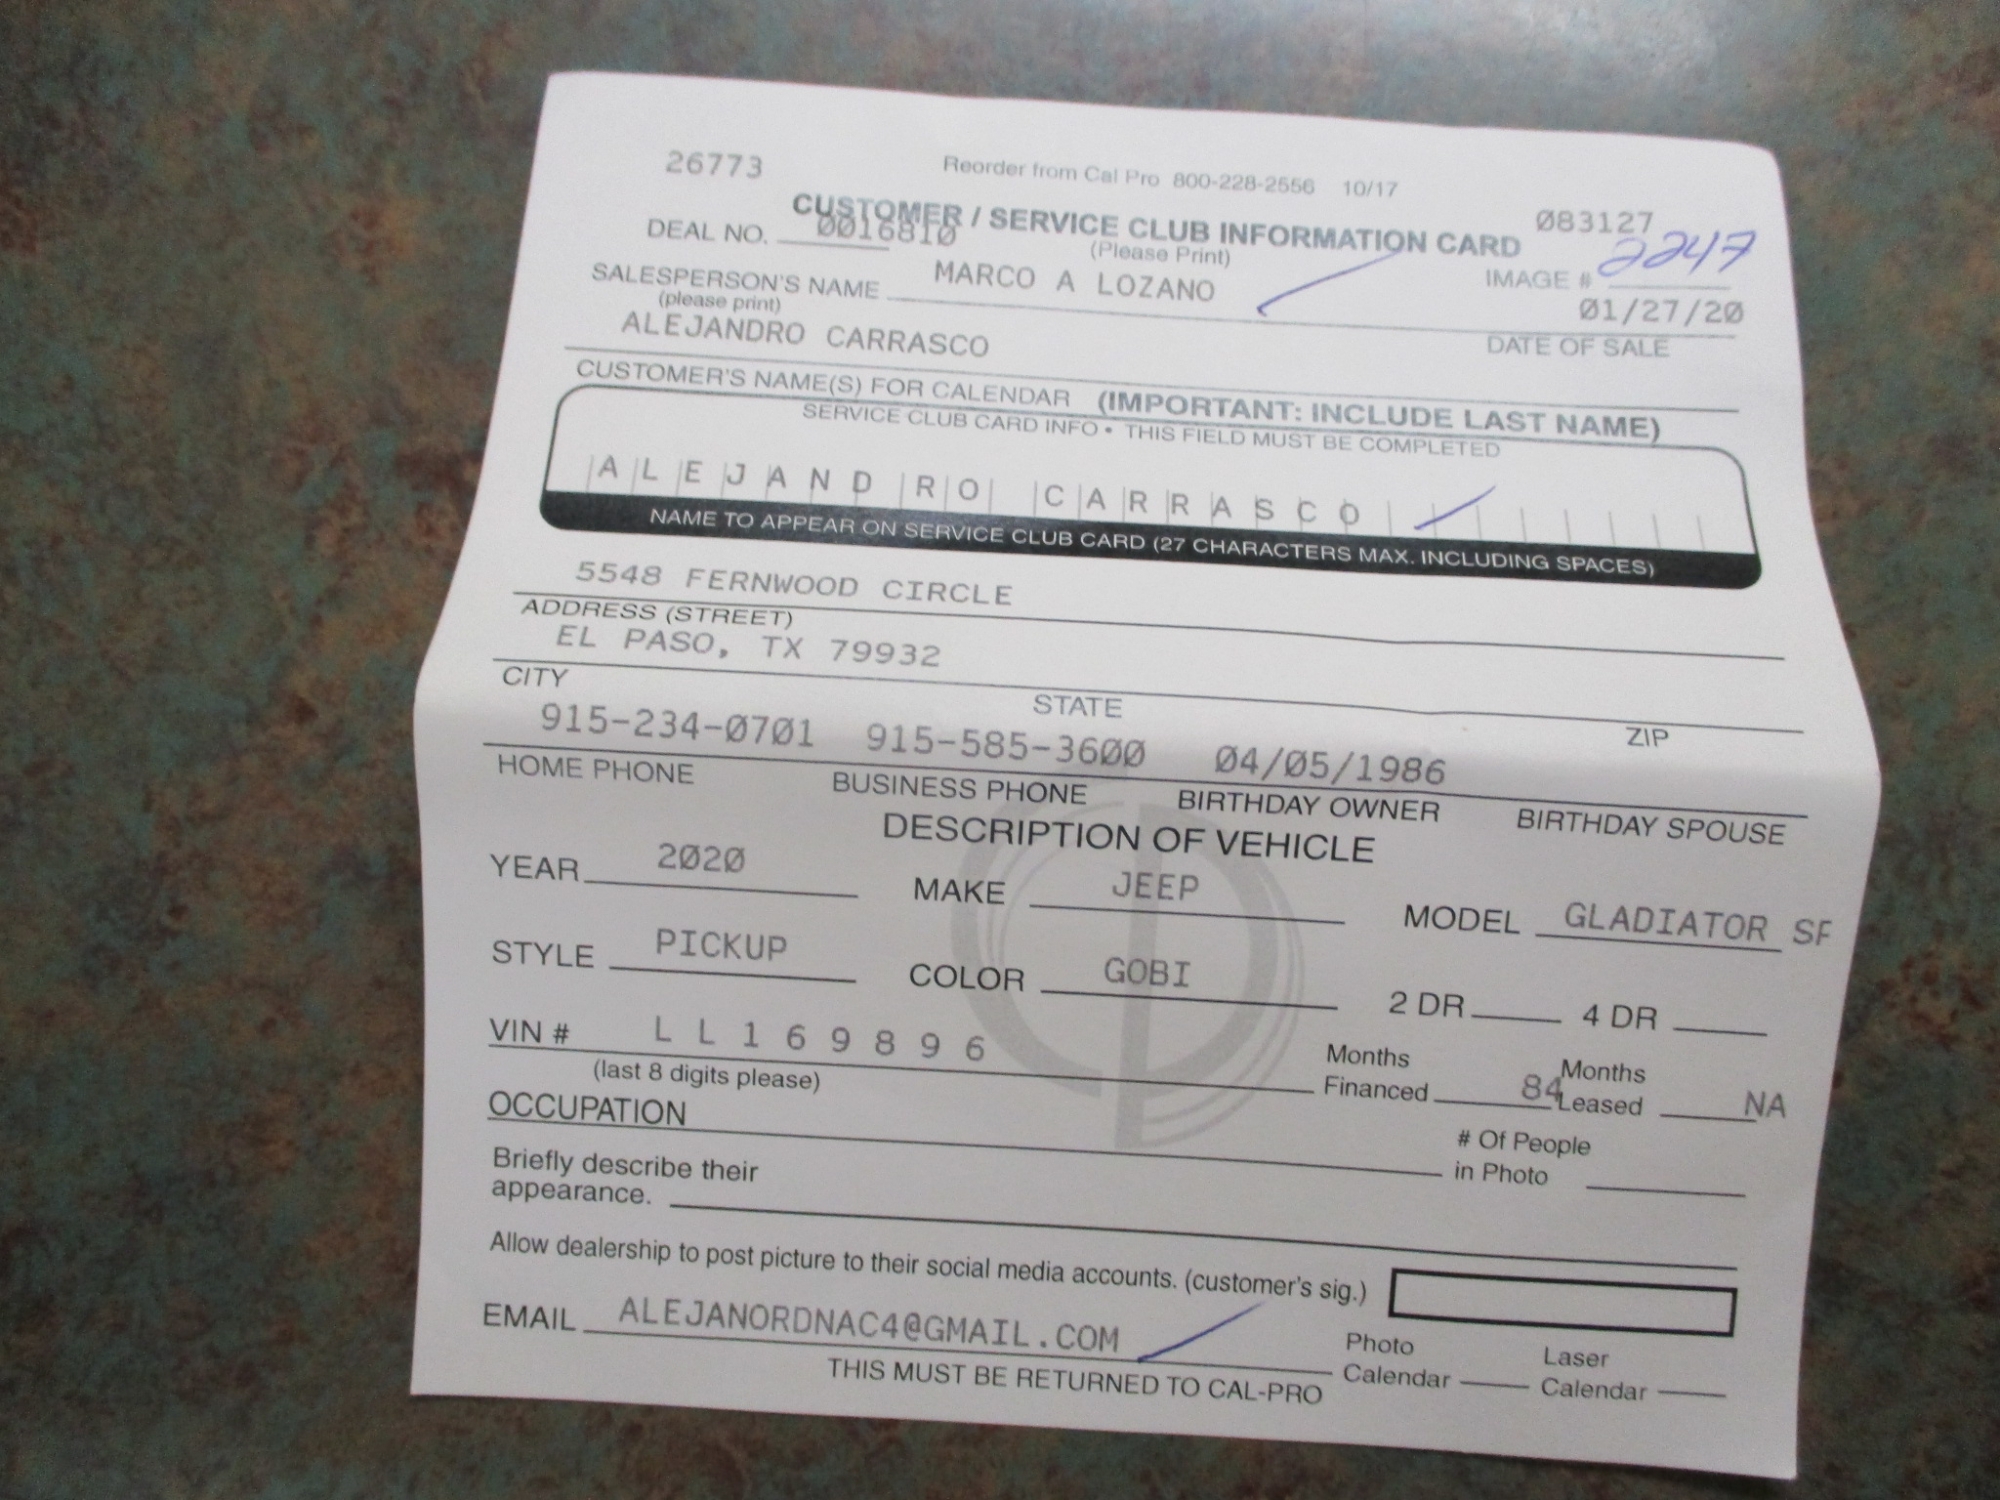 26773 Reorder from Cal Pro 800-228-2556 10/17
CUSTOMER / SERVICE CLUB INFORMATION CARD 083127
DEAL NO. 0016810 (Please Print) IMAGE # 2247
SALESPERSON'S NAME MARCO A LOZANO 01/27/20
(please print) DATE OF SALE
ALEJANDRO CARRASCO
CUSTOMER'S NAME(S) FOR CALENDAR (IMPORTANT: INCLUDE LAST NAME)
SERVICE CLUB CARD INFO • THIS FIELD MUST BE COMPLETED
ALEJANDRO CARRASCO
NAME TO APPEAR ON SERVICE CLUB CARD (27 CHARACTERS MAX. INCLUDING SPACES)
5548 FERNWOOD CIRCLE
ADDRESS (STREET)
EL PASO, TX 79932
CITY STATE ZIP
915-234-0701 915-585-3600 04/05/1986
HOME PHONE BUSINESS PHONE BIRTHDAY OWNER BIRTHDAY SPOUSE
DESCRIPTION OF VEHICLE
YEAR 2020 MAKE JEEP MODEL GLADIATOR
STYLE PICKUP COLOR GOBI 2 DR 4 DR
VIN # L L 1 6 9 8 9 6 Months Financed 84 Months Leased NA
(last 8 digits please)
OCCUPATION # Of People in Photo
Briefly describe their
appearance.
Allow dealership to post picture to their social media accounts. (customer's sig.)
EMAIL ALEJANORDNAC4@GMAIL.COM Photo Calendar Laser Calendar
THIS MUST BE RETURNED TO CAL-PRO